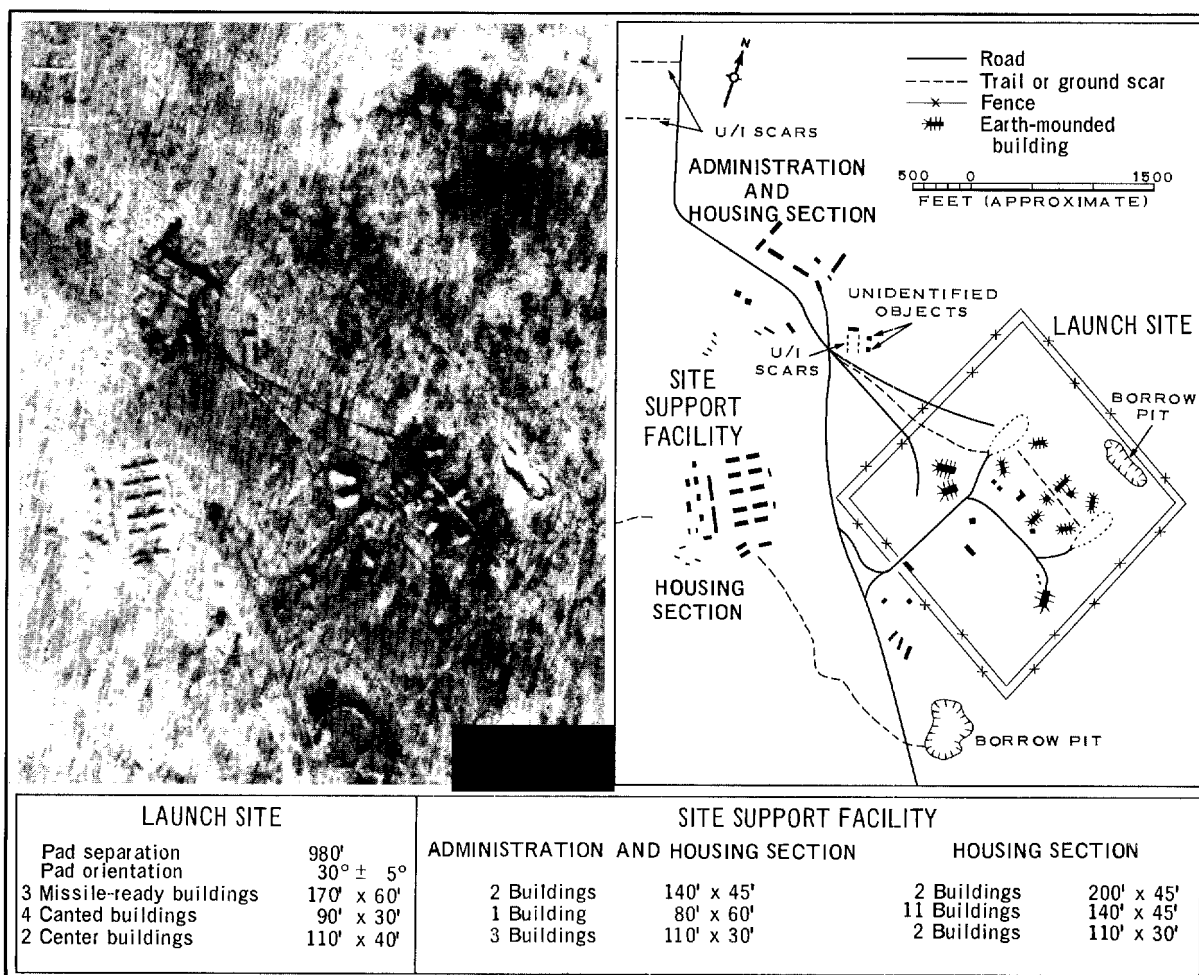 N
Road
Trail or ground scar
Fence
Earth-mounded
building
500 0 1500
FEET (APPROXIMATE)
U/I SCARS
ADMINISTRATION
AND
HOUSING SECTION
UNIDENTIFIED
OBJECTS
LAUNCH SITE
U/I
SCARS
BORROW
PIT
SITE
SUPPORT
FACILITY
HOUSING
SECTION
BORROW PIT
LAUNCH SITE
Pad separation 980'
Pad orientation 30° ± 5°
3 Missile-ready buildings 170' x 60'
4 Canted buildings 90' x 30'
2 Center buildings 110' x 40'
SITE SUPPORT FACILITY
ADMINISTRATION AND HOUSING SECTION
2 Buildings 140' x 45'
1 Building 80' x 60'
3 Buildings 110' x 30'
HOUSING SECTION
2 Buildings 200' x 45'
11 Buildings 140' x 45'
2 Buildings 110' x 30'